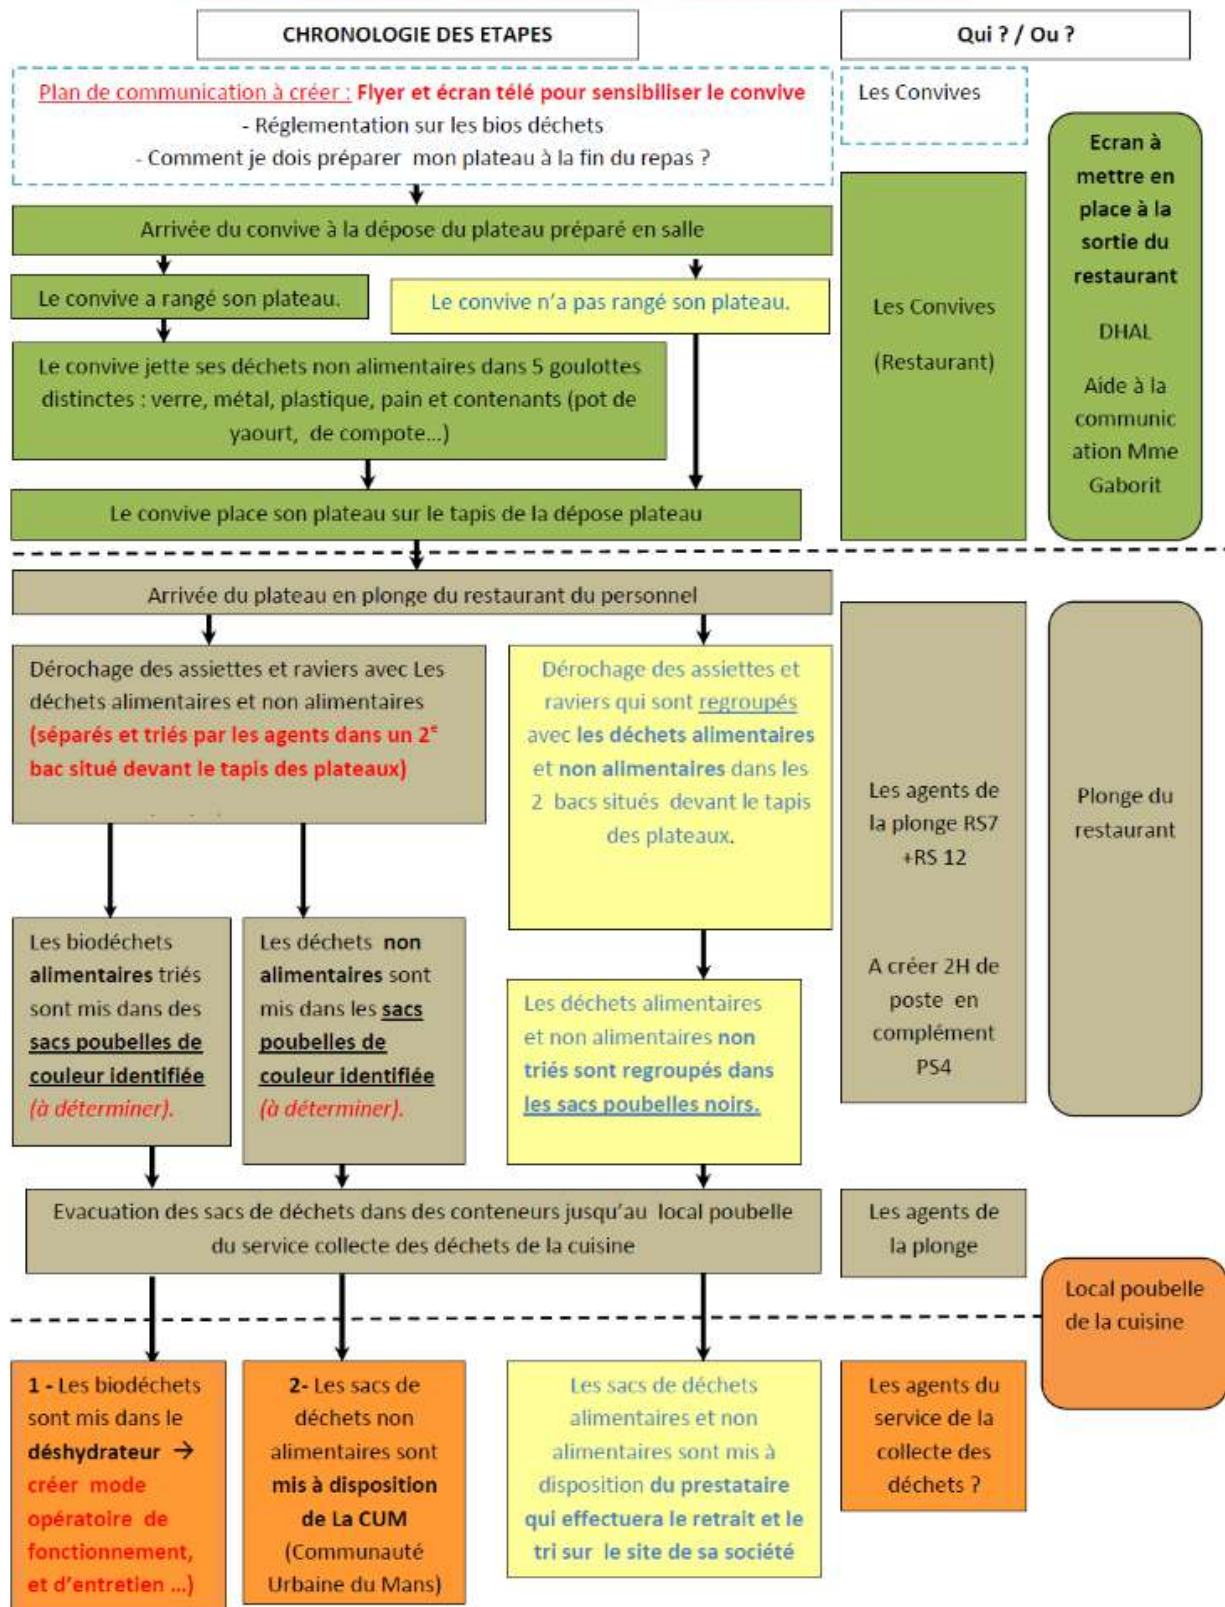 CHRONOLOGIE DES ETAPES
Qui ? / Ou ?
Plan de communication à créer : Flyer et écran télé pour sensibiliser le convive
- Réglementation sur les bios déchets
- Comment je dois préparer mon plateau à la fin du repas ?
Les Convives
Ecran à
mettre en
place à la
sortie du
restaurant
DHAL
Aide à la
communic
ation Mme
Gaborit
Arrivée du convive à la dépose du plateau préparé en salle
Le convive a rangé son plateau.
Le convive n'a pas rangé son plateau.
Les Convives
(Restaurant)
Le convive jette ses déchets non alimentaires dans 5 goulottes
distinctes : verre, métal, plastique, pain et contenants (pot de
yaourt, de compote...)
Le convive place son plateau sur le tapis de la dépose plateau
Arrivée du plateau en plonge du restaurant du personnel
Dérochage des assiettes et raviers avec Les
déchets alimentaires et non alimentaires
(séparés et triés par les agents dans un 2e
bac situé devant le tapis des plateaux)
Dérochage des assiettes et
raviers qui sont regroupés
avec les déchets alimentaires
et non alimentaires dans les
2 bacs situés devant le tapis
des plateaux.
Les agents de
la plonge RS7
+RS 12
A créer 2H de
poste en
complément
PS4
Plonge du
restaurant
Les biodéchets
alimentaires triés
sont mis dans des
sacs poubelles de
couleur identifiée
(à déterminer).
Les déchets non
alimentaires sont
mis dans les sacs
poubelles de
couleur identifiée
(à déterminer).
Les déchets alimentaires
et non alimentaires non
triés sont regroupés dans
les sacs poubelles noirs.
Evacuation des sacs de déchets dans des conteneurs jusqu'au local poubelle
du service collecte des déchets de la cuisine
Les agents de
la plonge
Local poubelle
de la cuisine
1 - Les biodéchets
sont mis dans le
déshydrateur →
créer mode
opératoire de
fonctionnement,
et d'entretien ...)
2- Les sacs de
déchets non
alimentaires sont
mis à disposition
de La CUM
(Communauté
Urbaine du Mans)
Les sacs de déchets
alimentaires et non
alimentaires sont mis à
disposition du prestataire
qui effectuera le retrait et le
tri sur le site de sa société
Les agents du
service de la
collecte des
déchets ?